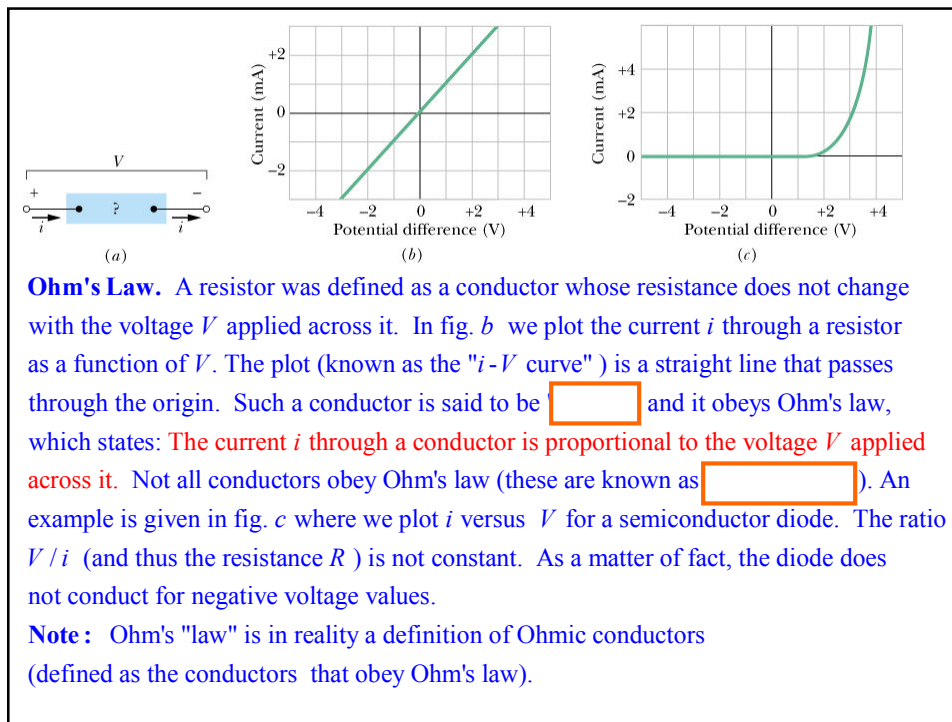 +2
0
−2
Current (mA)
−4 −2 0 +2 +4
Potential difference (V)
(b)
+4
+2
0
−2
Current (mA)
−4 −2 0 +2 +4
Potential difference (V)
(c)
V
+ −
?
i i
(a)
Ohm's Law. A resistor was defined as a conductor whose resistance does not change
with the voltage V applied across it. In fig. b we plot the current i through a resistor
as a function of V. The plot (known as the "i - V curve" ) is a straight line that passes
through the origin. Such a conductor is said to be " and it obeys Ohm's law,
which states: The current i through a conductor is proportional to the voltage V applied
across it. Not all conductors obey Ohm's law (these are known as ). An
example is given in fig. c where we plot i versus V for a semiconductor diode. The ratio
V / i (and thus the resistance R ) is not constant. As a matter of fact, the diode does
not conduct for negative voltage values.
Note : Ohm's "law" is in reality a definition of Ohmic conductors
(defined as the conductors that obey Ohm's law).